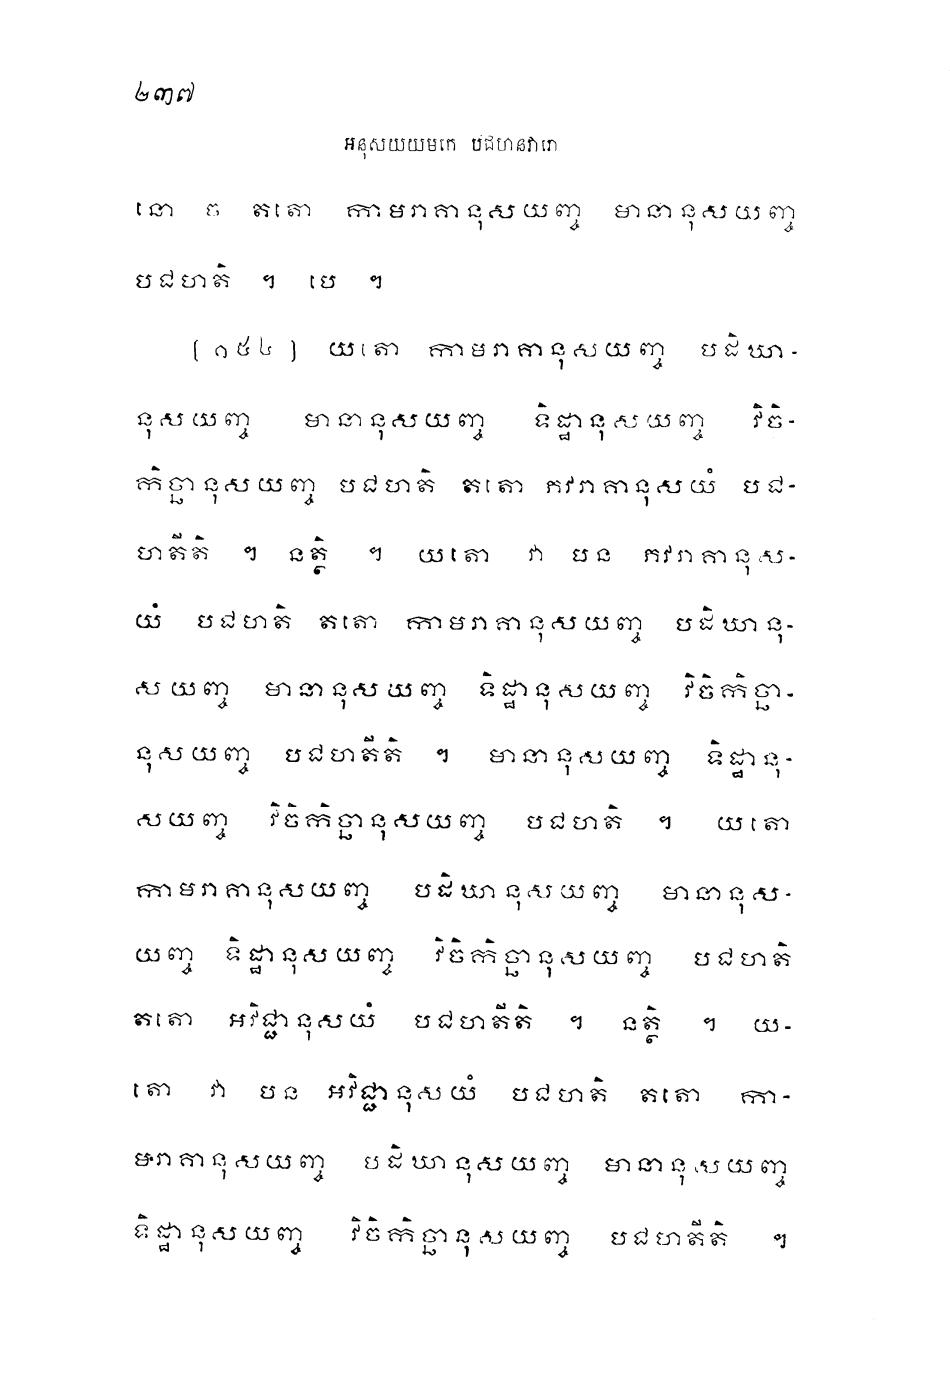 ២៣៧
អនុសយយមកេ បជហនវារោ
នោ ច តតោ កាមរាគានុសយញ្ច មានានុសយញ្ច
បជហតិ ។ បេ ។
(១៥៤) យតោ កាមរាគានុសយញ្ច បដិឃា-
នុសយញ្ច មានានុសយញ្ច ទិដ្ឋានុសយញ្ច វិចិ-
កិច្ឆានុសយញ្ច បជហតិ តតោ ភវរាគានុសយំ បជ-
ហតីតិ ។ នត្ថិ ។ យតោ វា បន ភវរាគានុស-
យំ បជហតិ តតោ កាមរាគានុសយញ្ច បដិឃានុ-
សយញ្ច មានានុសយញ្ច ទិដ្ឋានុសយញ្ច វិចិកិច្ឆា-
នុសយញ្ច បជហតីតិ ។ មានានុសយញ្ច ទិដ្ឋានុ-
សយញ្ច វិចិកិច្ឆានុសយញ្ច បជហតិ ។ យតោ
កាមរាគានុសយញ្ច បដិឃានុសយញ្ច មានានុស-
យញ្ច ទិដ្ឋានុសយញ្ច វិចិកិច្ឆានុសយញ្ច បជហតិ
តតោ អវិជ្ជានុសយំ បជហតីតិ ។ នត្ថិ ។ យ-
តោ វា បន អវិជ្ជានុសយំ បជហតិ តតោ កា-
មរាគានុសយញ្ច បដិឃានុសយញ្ច មានានុសយញ្ច
ទិដ្ឋានុសយញ្ច វិចិកិច្ឆានុសយញ្ច បជហតីតិ ។